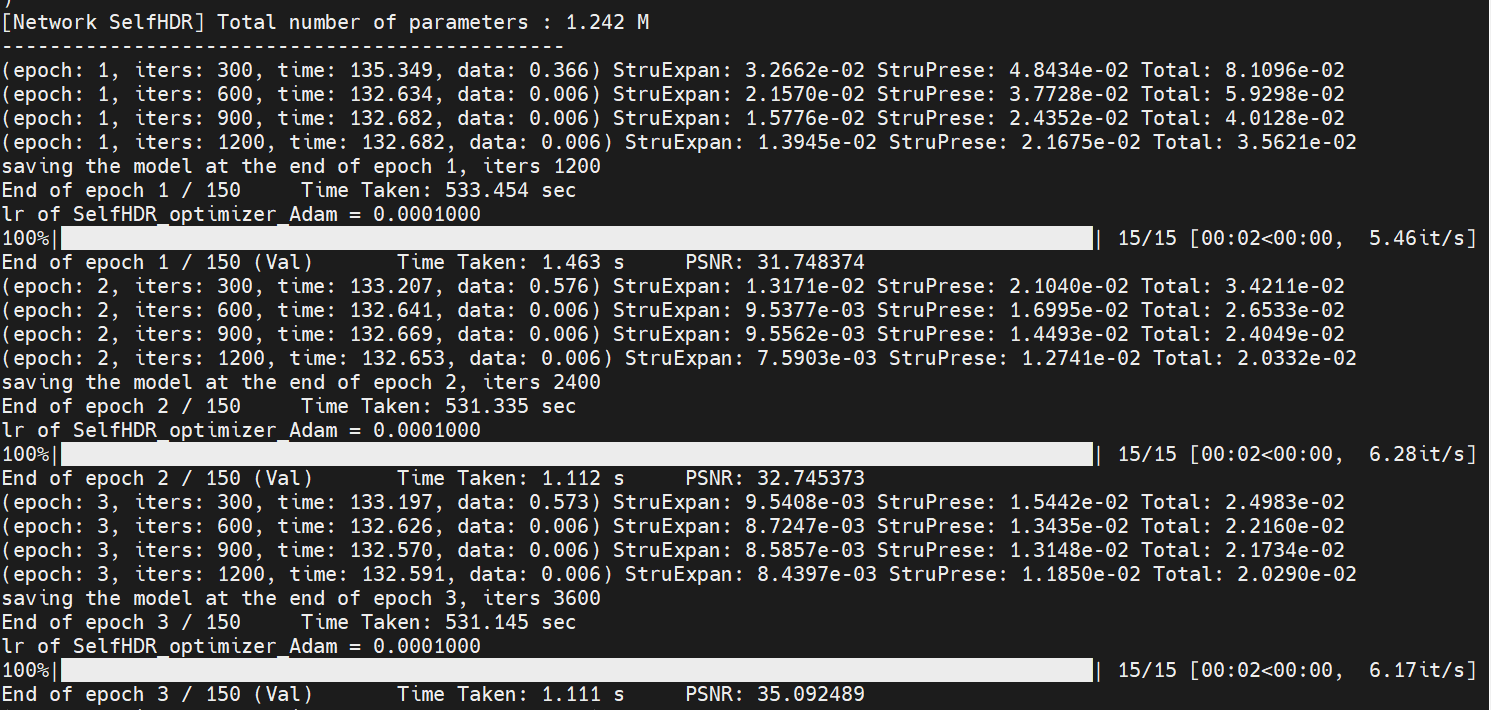 )
[Network SelfHDR] Total number of parameters : 1.242 M
-----------------------------------------------
(epoch: 1, iters: 300, time: 135.349, data: 0.366) StruExpan: 3.2662e-02 StruPrese: 4.8434e-02 Total: 8.1096e-02
(epoch: 1, iters: 600, time: 132.634, data: 0.006) StruExpan: 2.1570e-02 StruPrese: 3.7728e-02 Total: 5.9298e-02
(epoch: 1, iters: 900, time: 132.682, data: 0.006) StruExpan: 1.5776e-02 StruPrese: 2.4352e-02 Total: 4.0128e-02
(epoch: 1, iters: 1200, time: 132.682, data: 0.006) StruExpan: 1.3945e-02 StruPrese: 2.1675e-02 Total: 3.5621e-02
saving the model at the end of epoch 1, iters 1200
End of epoch 1 / 150     Time Taken: 533.454 sec
lr of SelfHDR_optimizer_Adam = 0.0001000
100%|| 15/15 [00:02<00:00,  5.46it/s]
End of epoch 1 / 150 (Val)       Time Taken: 1.463 s     PSNR: 31.748374
(epoch: 2, iters: 300, time: 133.207, data: 0.576) StruExpan: 1.3171e-02 StruPrese: 2.1040e-02 Total: 3.4211e-02
(epoch: 2, iters: 600, time: 132.641, data: 0.006) StruExpan: 9.5377e-03 StruPrese: 1.6995e-02 Total: 2.6533e-02
(epoch: 2, iters: 900, time: 132.669, data: 0.006) StruExpan: 9.5562e-03 StruPrese: 1.4493e-02 Total: 2.4049e-02
(epoch: 2, iters: 1200, time: 132.653, data: 0.006) StruExpan: 7.5903e-03 StruPrese: 1.2741e-02 Total: 2.0332e-02
saving the model at the end of epoch 2, iters 2400
End of epoch 2 / 150     Time Taken: 531.335 sec
lr of SelfHDR_optimizer_Adam = 0.0001000
100%|| 15/15 [00:02<00:00,  6.28it/s]
End of epoch 2 / 150 (Val)       Time Taken: 1.112 s     PSNR: 32.745373
(epoch: 3, iters: 300, time: 133.197, data: 0.573) StruExpan: 9.5408e-03 StruPrese: 1.5442e-02 Total: 2.4983e-02
(epoch: 3, iters: 600, time: 132.626, data: 0.006) StruExpan: 8.7247e-03 StruPrese: 1.3435e-02 Total: 2.2160e-02
(epoch: 3, iters: 900, time: 132.570, data: 0.006) StruExpan: 8.5857e-03 StruPrese: 1.3148e-02 Total: 2.1734e-02
(epoch: 3, iters: 1200, time: 132.591, data: 0.006) StruExpan: 8.4397e-03 StruPrese: 1.1850e-02 Total: 2.0290e-02
saving the model at the end of epoch 3, iters 3600
End of epoch 3 / 150     Time Taken: 531.145 sec
lr of SelfHDR_optimizer_Adam = 0.0001000
100%|| 15/15 [00:02<00:00,  6.17it/s]
End of epoch 3 / 150 (Val)       Time Taken: 1.111 s     PSNR: 35.092489